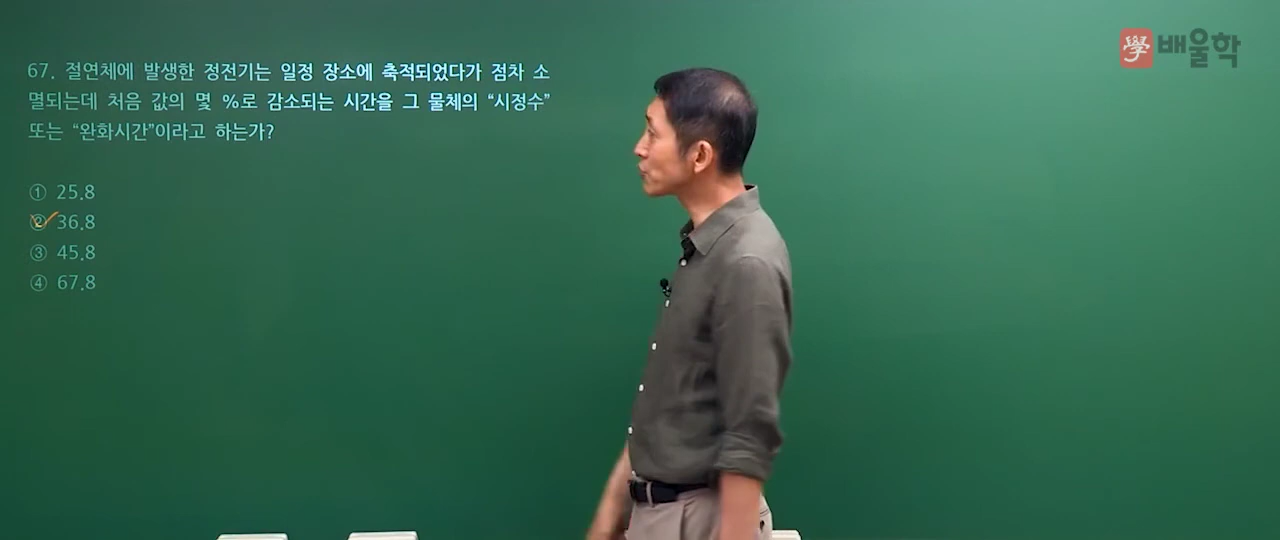 學 배울학
67. 절연체에 발생한 정전기는 일정 장소에 축적되었다가 점차 소
멸되는데 처음 값의 몇 %로 감소되는 시간을 그 물체의 “시정수”
또는 “완화시간”이라고 하는가?
① 25.8
② 36.8
③ 45.8
④ 67.8